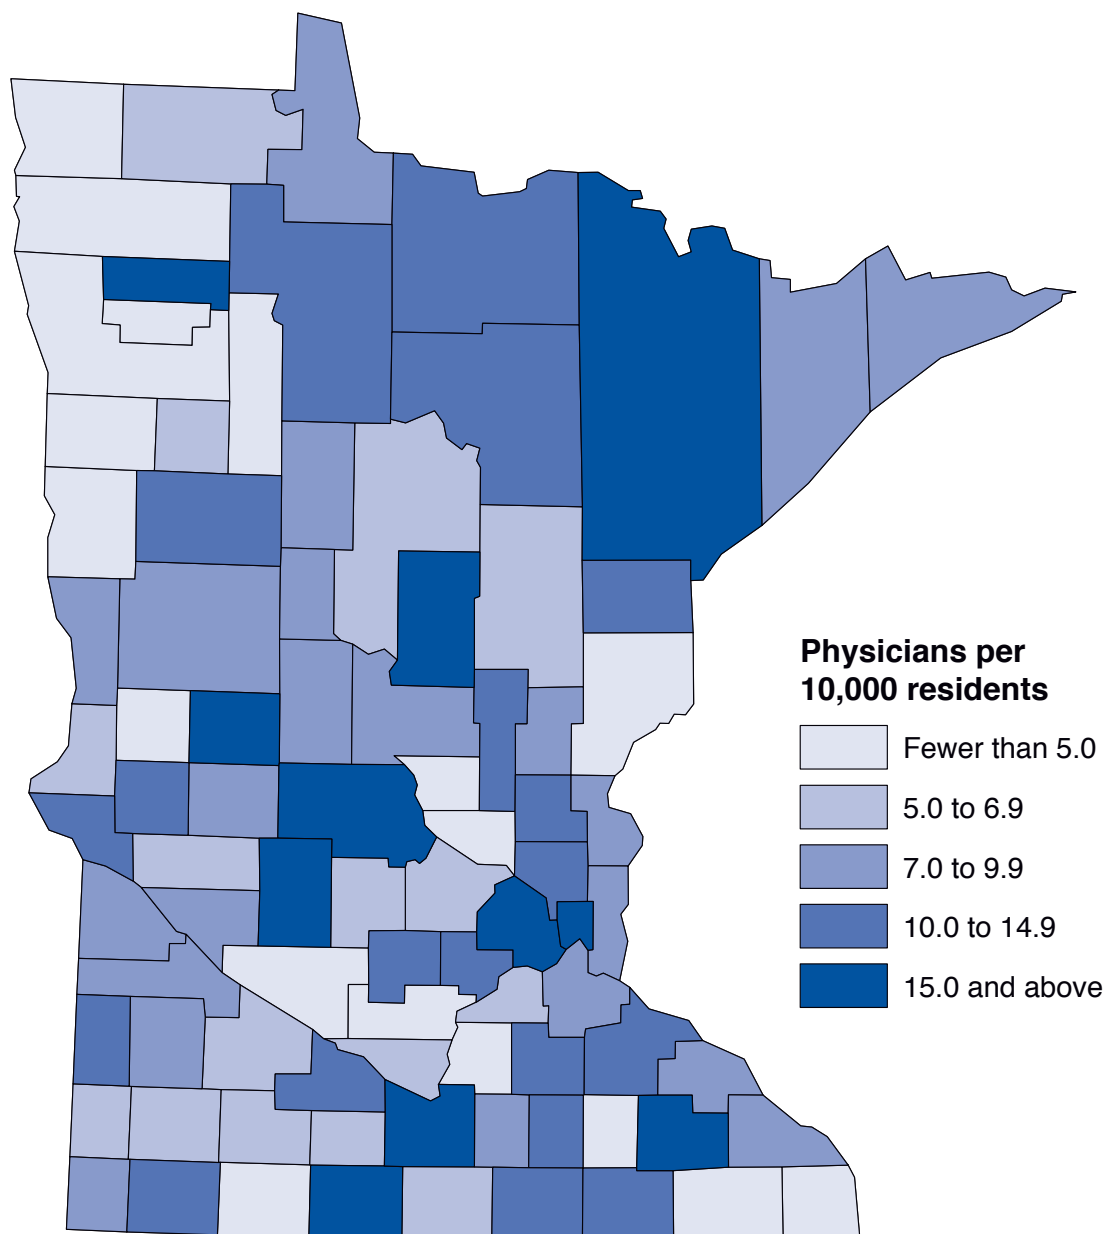 Physicians per
10,000 residents
Fewer than 5.0
5.0 to 6.9
7.0 to 9.9
10.0 to 14.9
15.0 and above